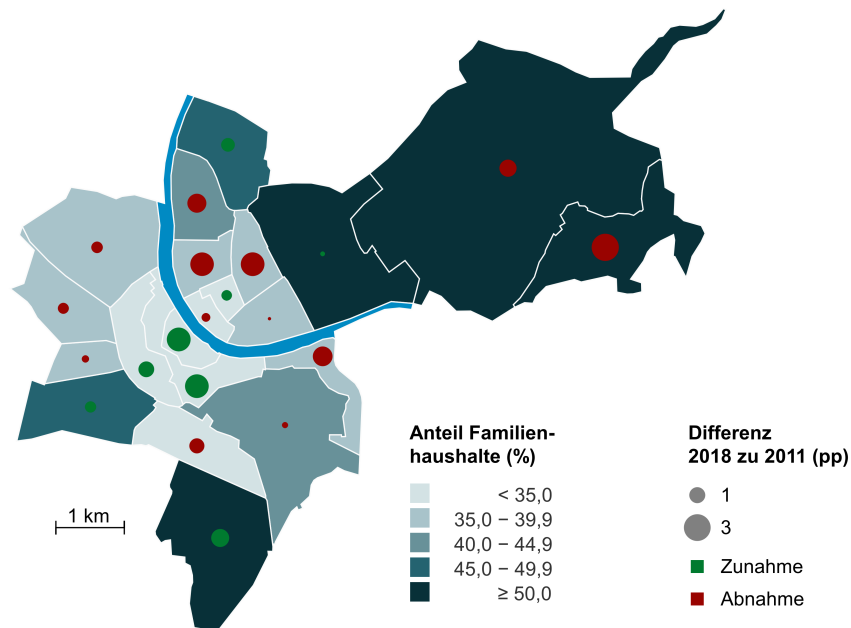 1 km
Anteil Familien-
haushalte (%)
< 35,0
35,0 – 39,9
40,0 – 44,9
45,0 – 49,9
≥ 50,0
Differenz
2018 zu 2011 (pp)
1
3
Zunahme
Abnahme